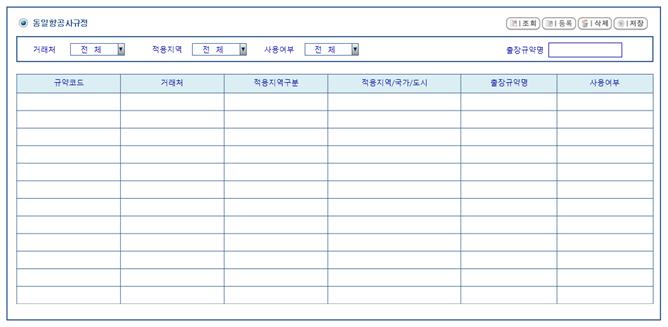 동일항공사규정 조회 등록 삭제 저장
거래처 전 체 적용지역 전 체 사용여부 전 체 출장규약명
규약코드 거래처 적용지역구분 적용지역/국가/도시 출장규약명 사용여부